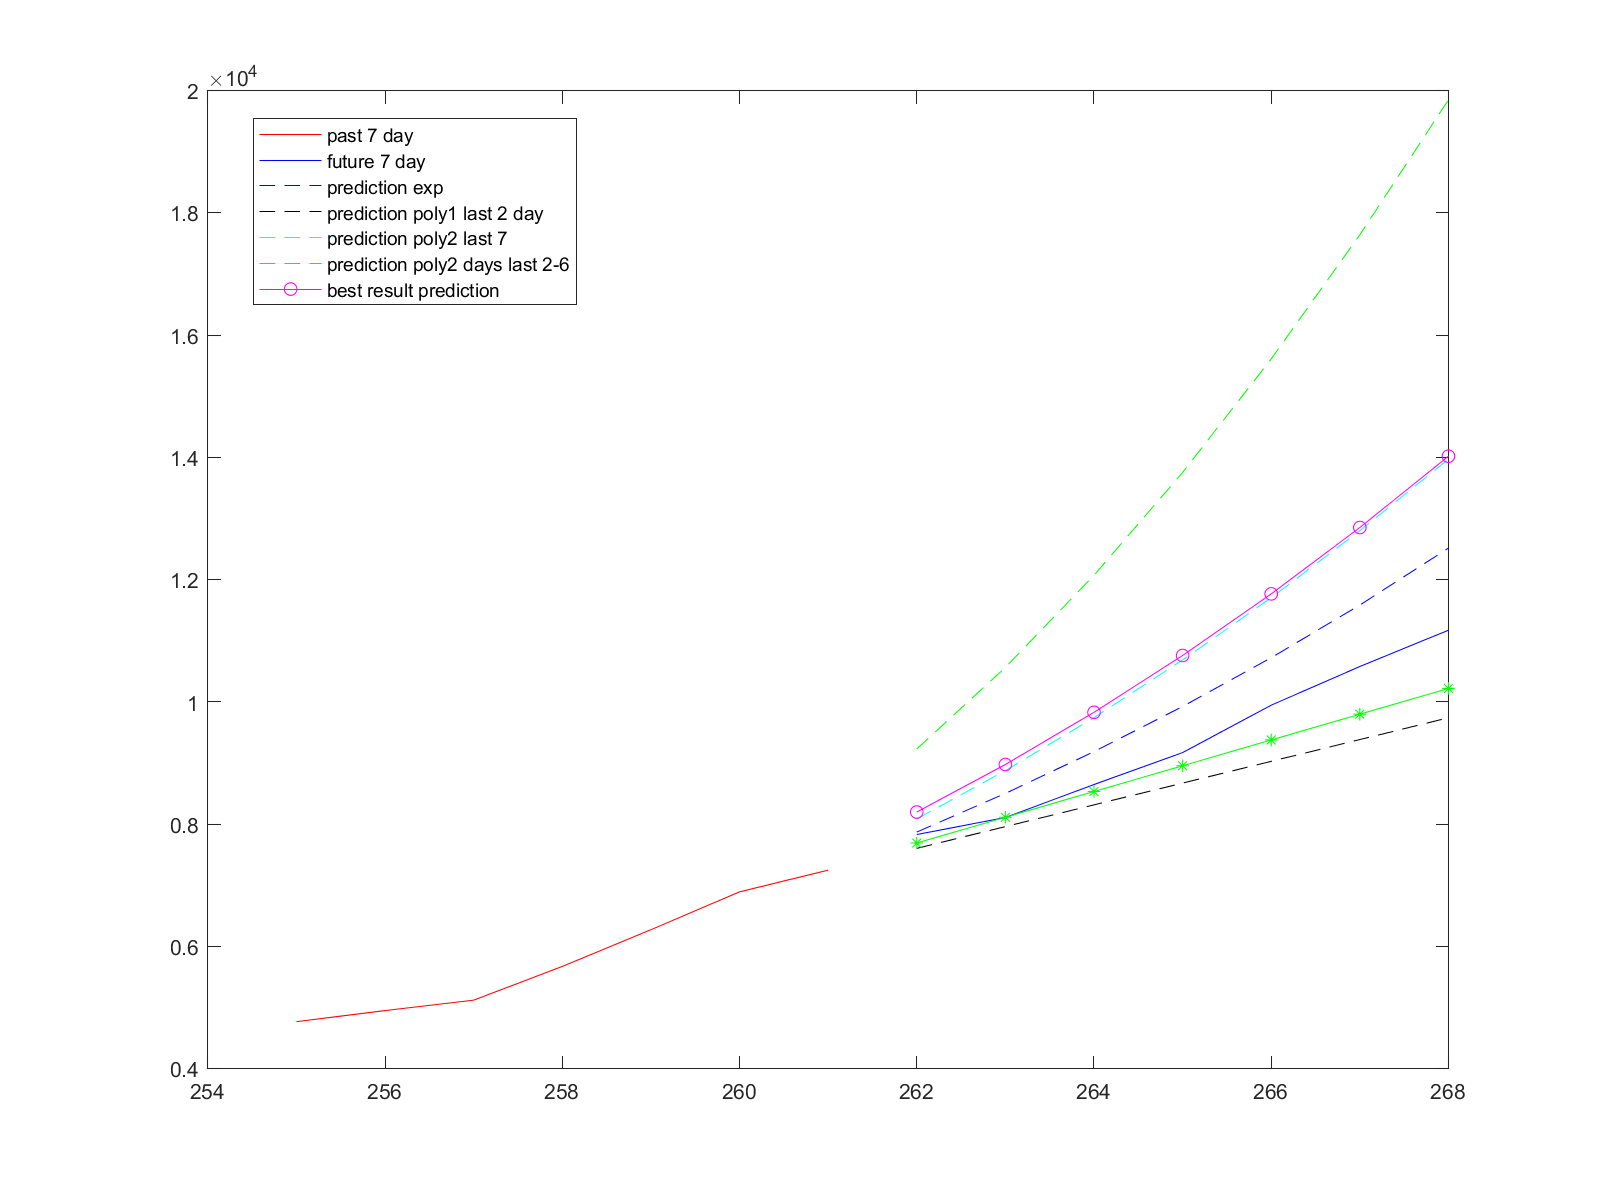 ×10^4
2
1.8
1.6
1.4
1.2
1
0.8
0.6
0.4
past 7 day
future 7 day
prediction exp
prediction poly1 last 2 day
prediction poly2 last 7
prediction poly2 days last 2-6
best result prediction
254 256 258 260 262 264 266 268